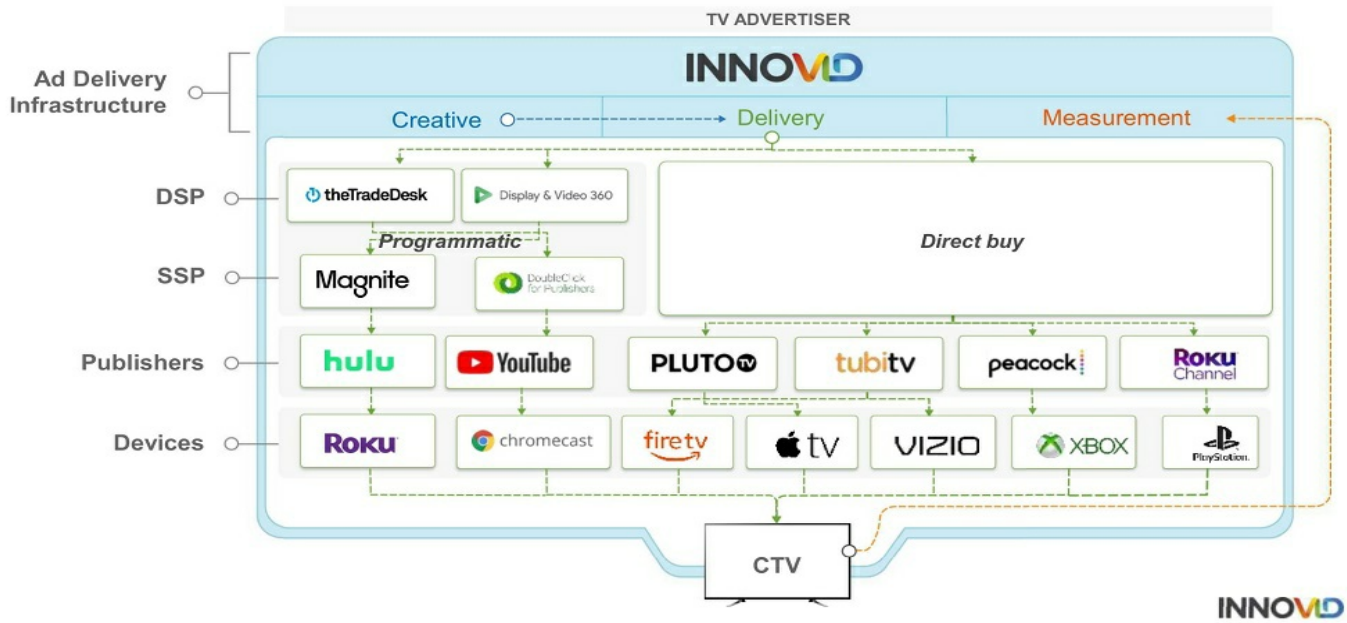 TV ADVERTISER
INNOVID
Ad Delivery
Infrastructure
Creative
Delivery
Measurement
DSP
theTradeDesk
Display & Video 360
Programmatic
Direct buy
SSP
Magnite
DoubleClick
for Publishers
Publishers
hulu
YouTube
PLUTO TV
tubitv
peacock
ROKU
Channel
Devices
ROKU
chromecast
fire tv
tv
VIZIO
XBOX
PlayStation.
CTV
INNOVID